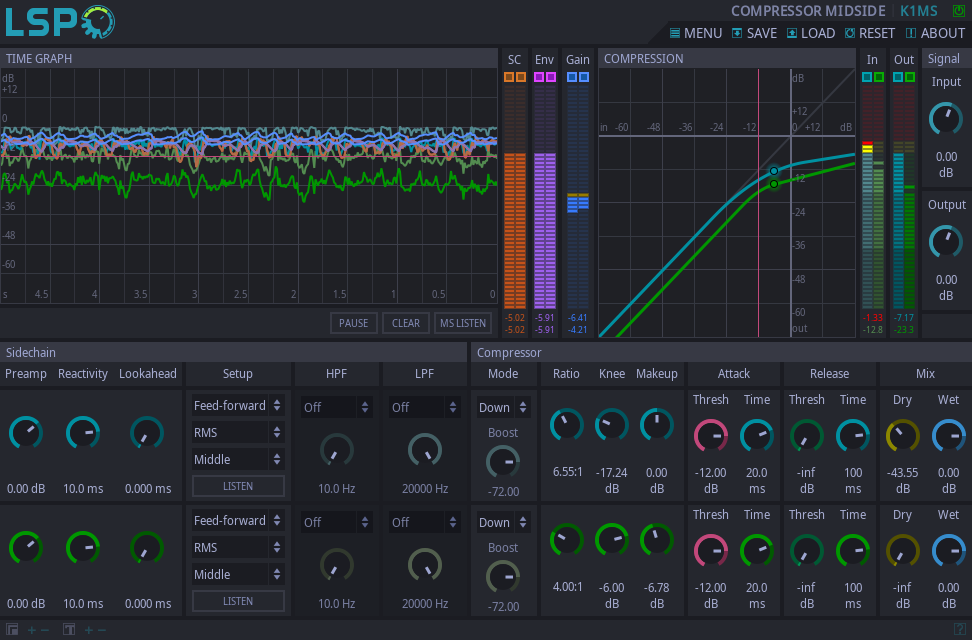 LSP
COMPRESSOR MIDSIDE K1MS
MENU SAVE LOAD RESET ABOUT
TIME GRAPH
SC Env Gain
COMPRESSION
In Out
Signal
dB
+12
0
-24
-36
-48
-60
s 4.5 4 3.5 3 2.5 2 1.5 1 0.5 0
dB
+12
in -60 -48 -36 -24 -12 0 +12 dB
-12
-24
-36
-48
-60
out
Input
0.00
dB
Output
0.00
dB
-5.02 -5.91 -6.41
-5.02 -5.91 -4.21
-1.33 -7.17
-12.8 -23.3
PAUSE CLEAR MS LISTEN
Sidechain
Compressor
Preamp Reactivity Lookahead Setup HPF LPF
Mode Ratio Knee Makeup Attack Release Mix
Thresh Time Thresh Time Dry Wet
Feed-forward
RMS
Middle
LISTEN
Off Off
Down
Boost
0.00 dB 10.0 ms 0.000 ms
10.0 Hz 20000 Hz
-72.00
6.55:1 -17.24 dB 0.00 dB
-12.00 dB 20.0 ms
-inf dB 100 ms
-43.55 dB 0.00 dB
Thresh Time Thresh Time Dry Wet
Feed-forward
RMS
Middle
LISTEN
Off Off
Down
Boost
0.00 dB 10.0 ms 0.000 ms
10.0 Hz 20000 Hz
-72.00
4.00:1 -6.00 dB -6.78 dB
-12.00 dB 20.0 ms
-inf dB 100 ms
-inf dB 0.00 dB